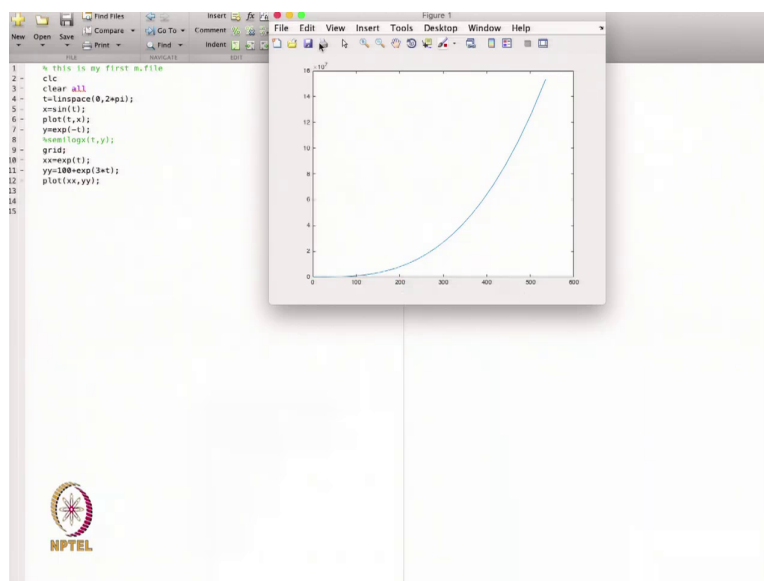 Find Files
Insert fx
New Open Save
Compare
Go To
Comment
Print
Find
Indent
FILE
NAVIGATE
EDIT
Figure 1
File Edit View Insert Tools Desktop Window Help
1 % this is my first m.file
2 - clc
3 - clear all
4 - t=linspace(0,2*pi);
5 - x=sin(t);
6 - plot(t,x);
7 - y=exp(-t);
8 %semilogx(t,y);
9 - grid;
10 - xx=exp(t);
11 - yy=100+exp(3*t);
12 - plot(xx,yy);
13
14
15
16 ×10⁷
14
12
10
8
6
4
2
0
0 100 200 300 400 500 600
NPTEL